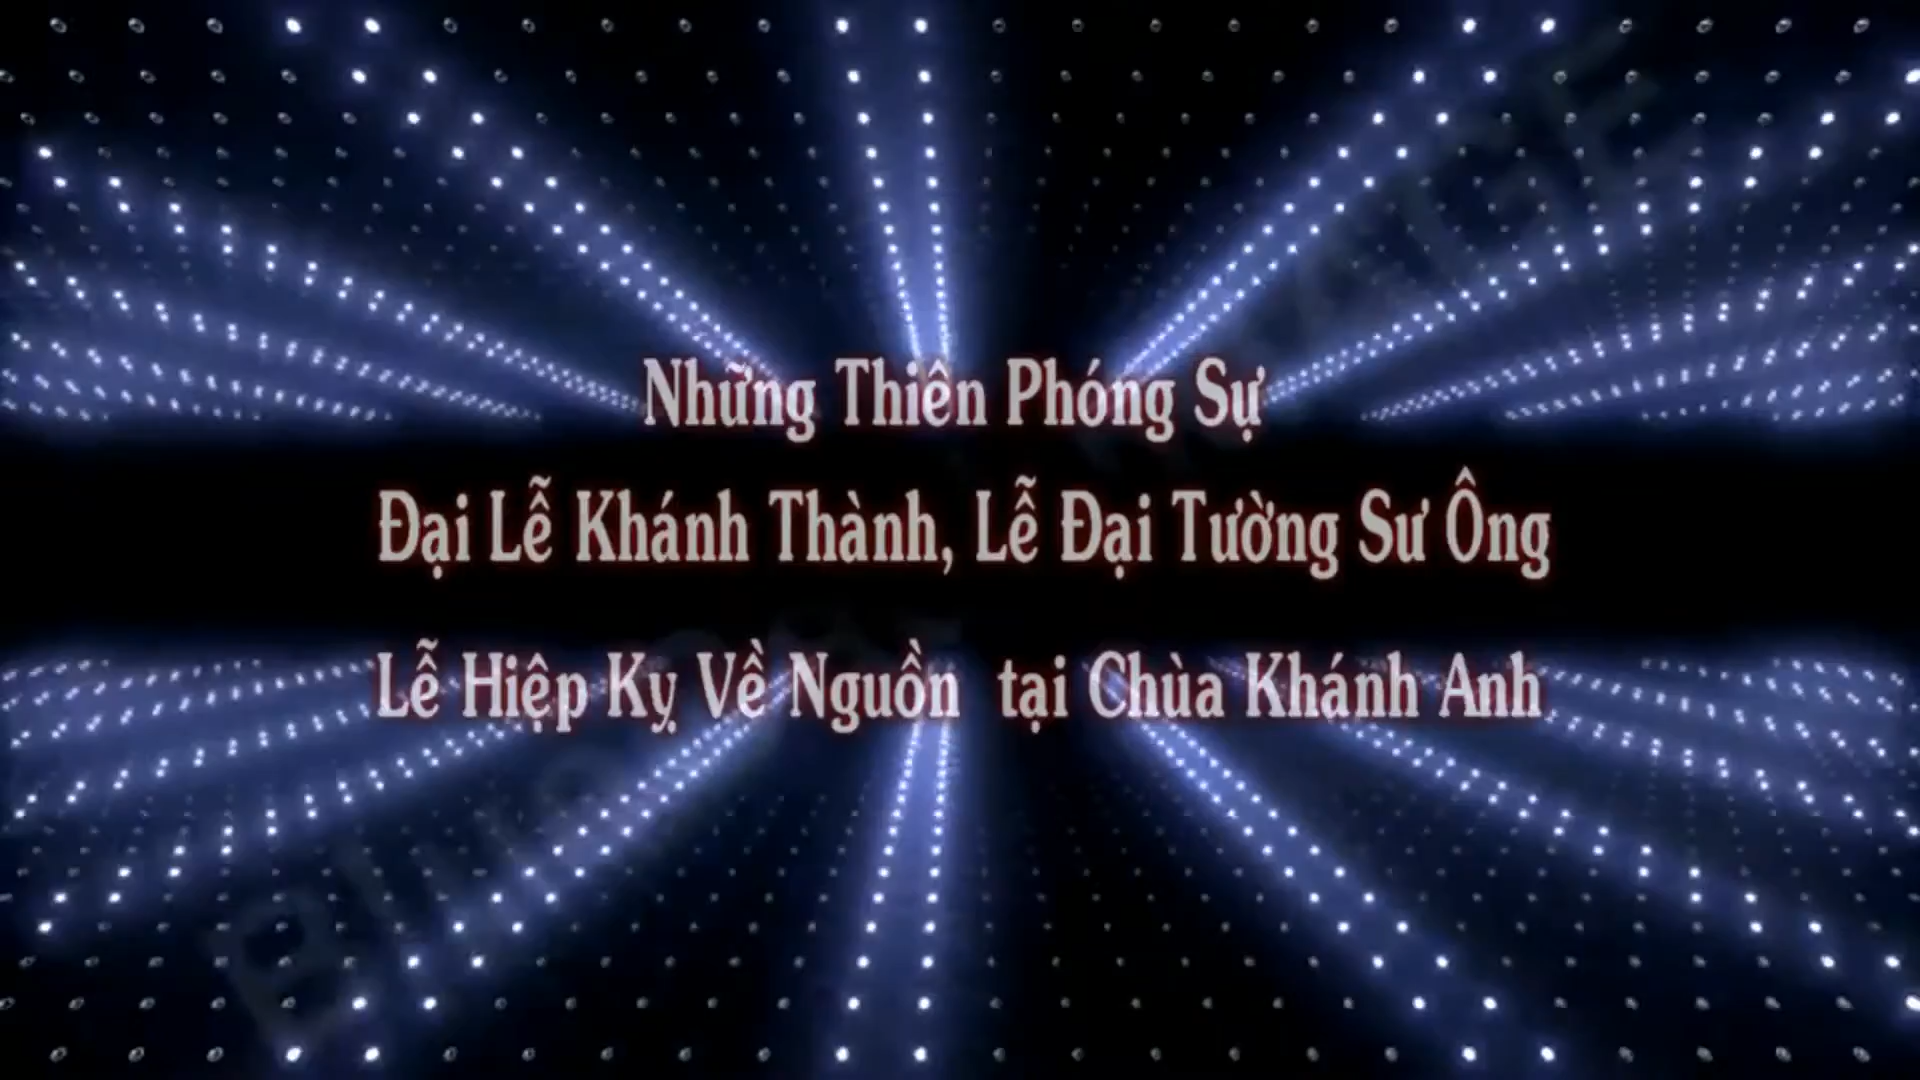 Những Thiên Phóng Sự
Đại Lễ Khánh Thành, Lễ Đại Tường Sư Ông
Lễ Hiệp Kỵ Về Nguồn tại Chùa Khánh Anh